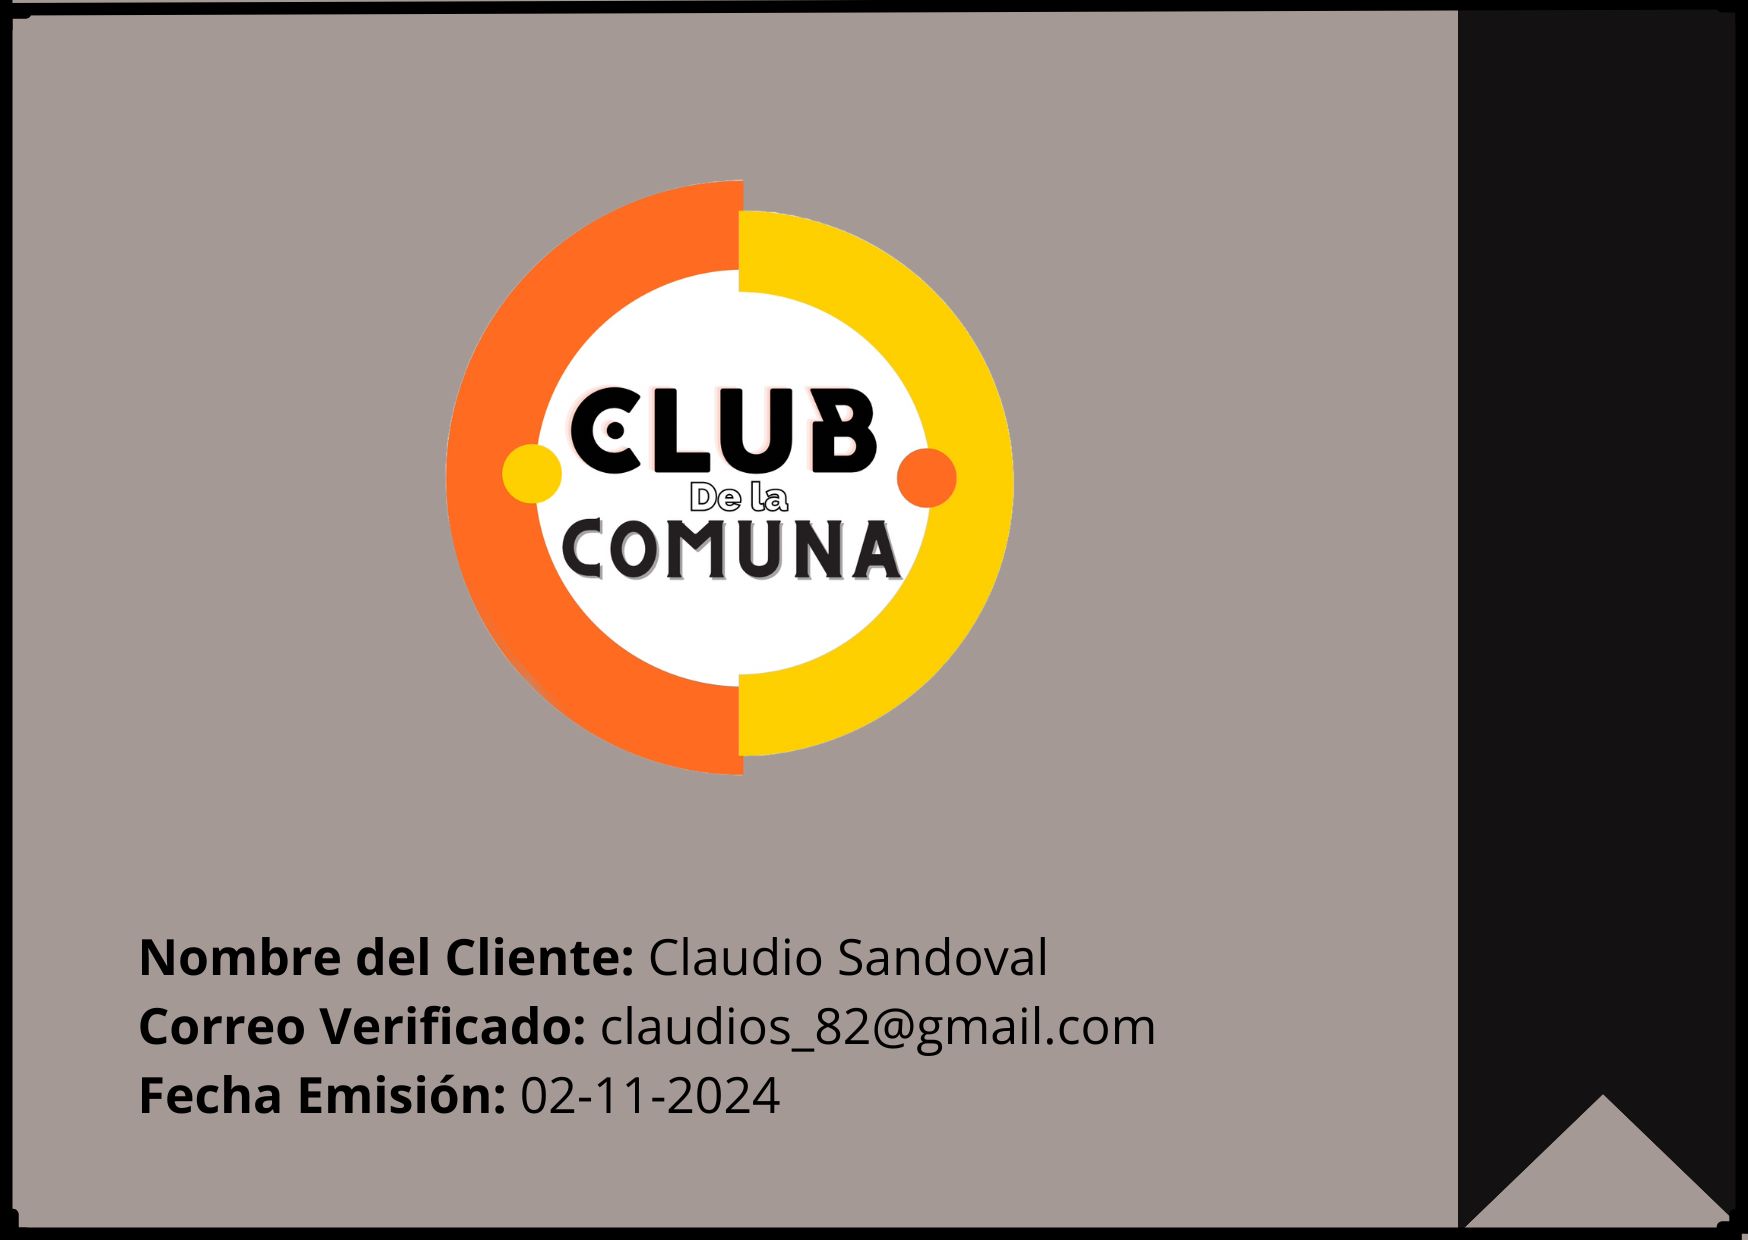 CLUB
De la
COMUNA
Nombre del Cliente: Claudio Sandoval
Correo Verificado: claudios_82@gmail.com
Fecha Emisión: 02-11-2024